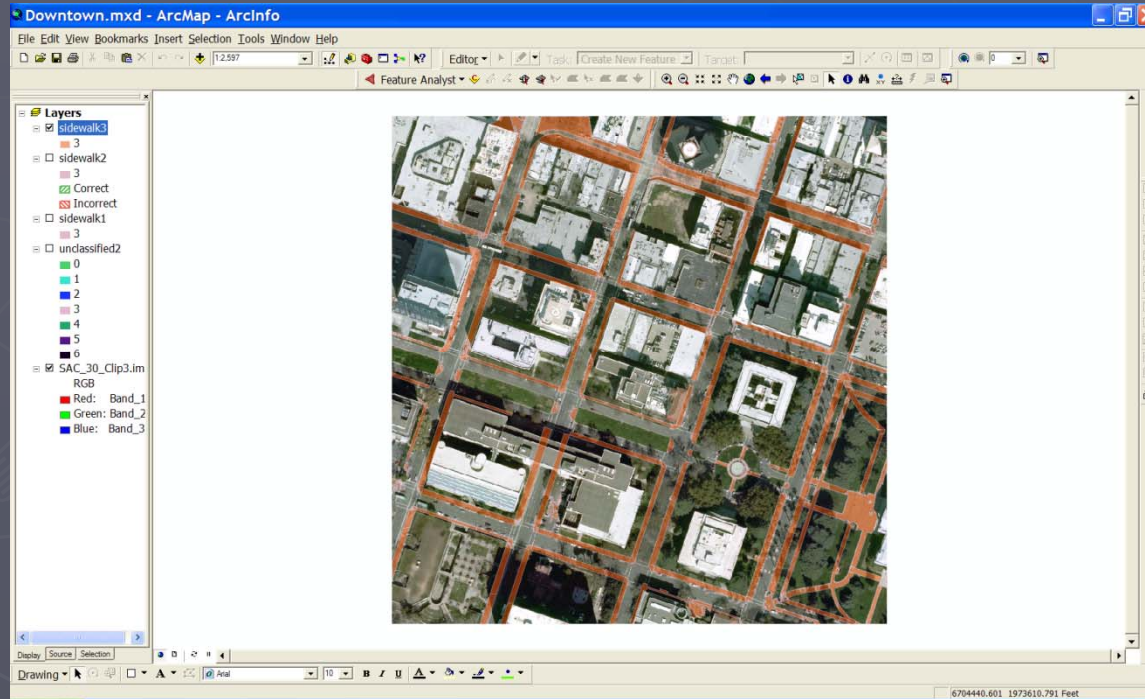 Downtown.mxd - ArcMap - ArcInfo
File Edit View Bookmarks Insert Selection Tools Window Help
1:2,597 Editor Task: Create New Feature Target: 0
Feature Analyst
Layers
sidewalk3
3
sidewalk2
3
Correct
Incorrect
sidewalk1
3
unclassified2
0
1
2
3
4
5
6
SAC_30_Clip3.im
RGB
Red: Band_1
Green: Band_2
Blue: Band_3
Display Source Selection
Drawing A Arial 10 B I U A
6704440.601 1973610.791 Feet